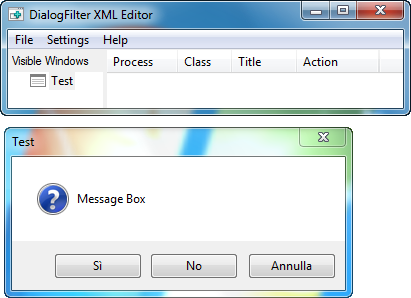 DialogFilter XML Editor
File Settings Help
Visible Windows Process Class Title Action
Test
Test
Message Box
Sì No Annulla